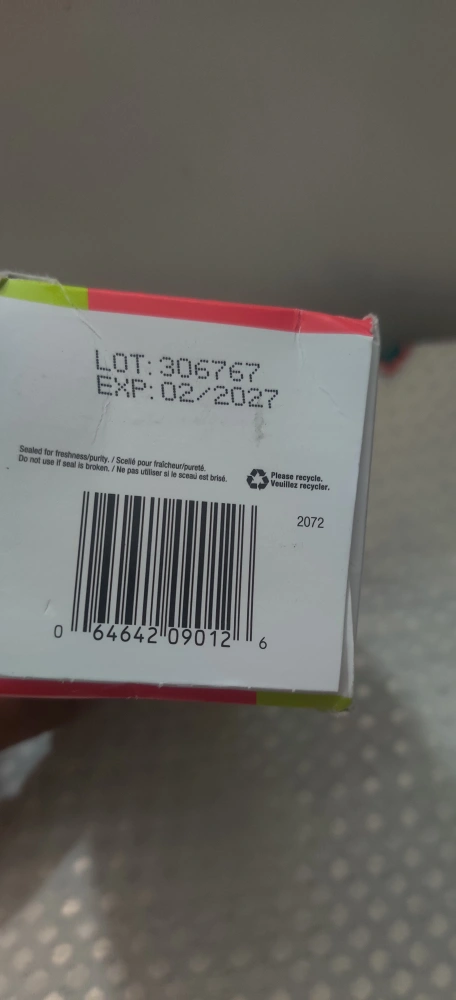 LOT: 306767
EXP: 02/2027
Sealed for freshness/purity. / Scellé pour fraîcheur/pureté.
Do not use if seal is broken. / Ne pas utiliser si le sceau est brisé.
Please recycle.
Veuillez recycler.
2072
0 64642 09012 6